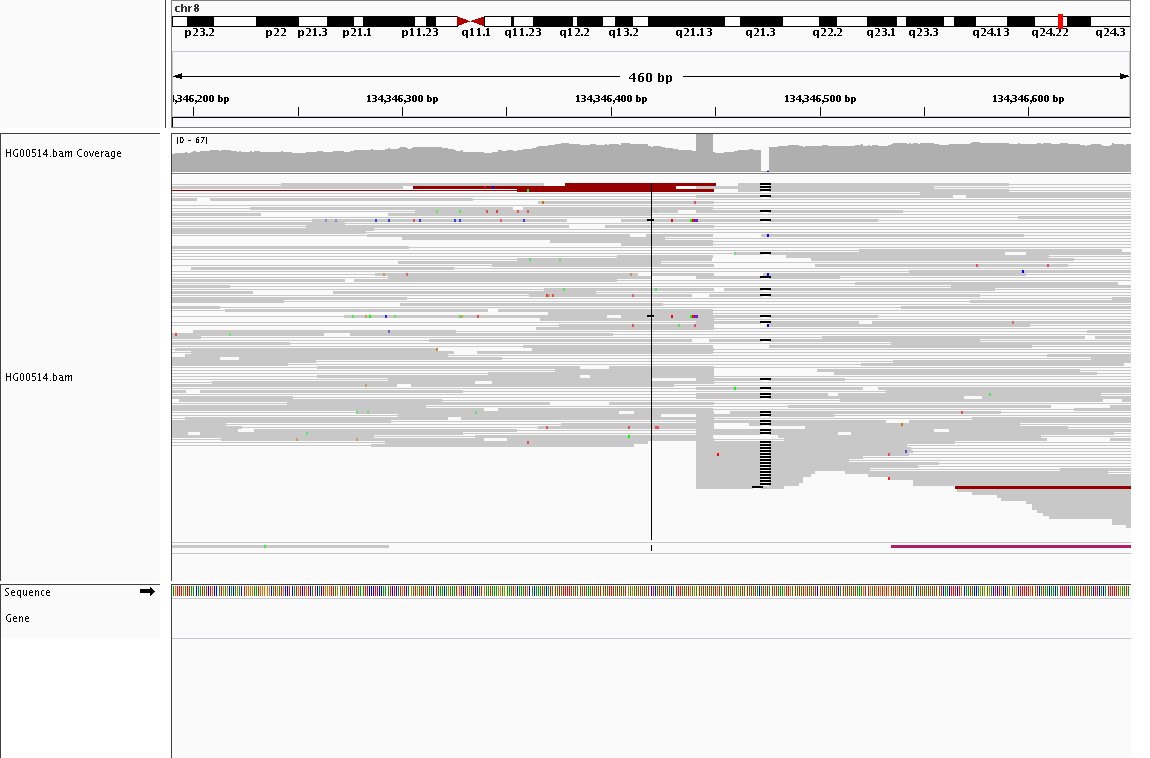 chr8
p23.2 p22 p21.3 p21.1 p11.23 q11.1 q11.23 q12.2 q13.2 q21.13 q21.3 q22.2 q23.1 q23.3 q24.13 q24.22 q24.3
460 bp
134,346,300 bp 134,346,400 bp 134,346,500 bp 134,346,600 bp
HG00514.bam Coverage
[0 - 67]
HG00514.bam
Sequence
Gene